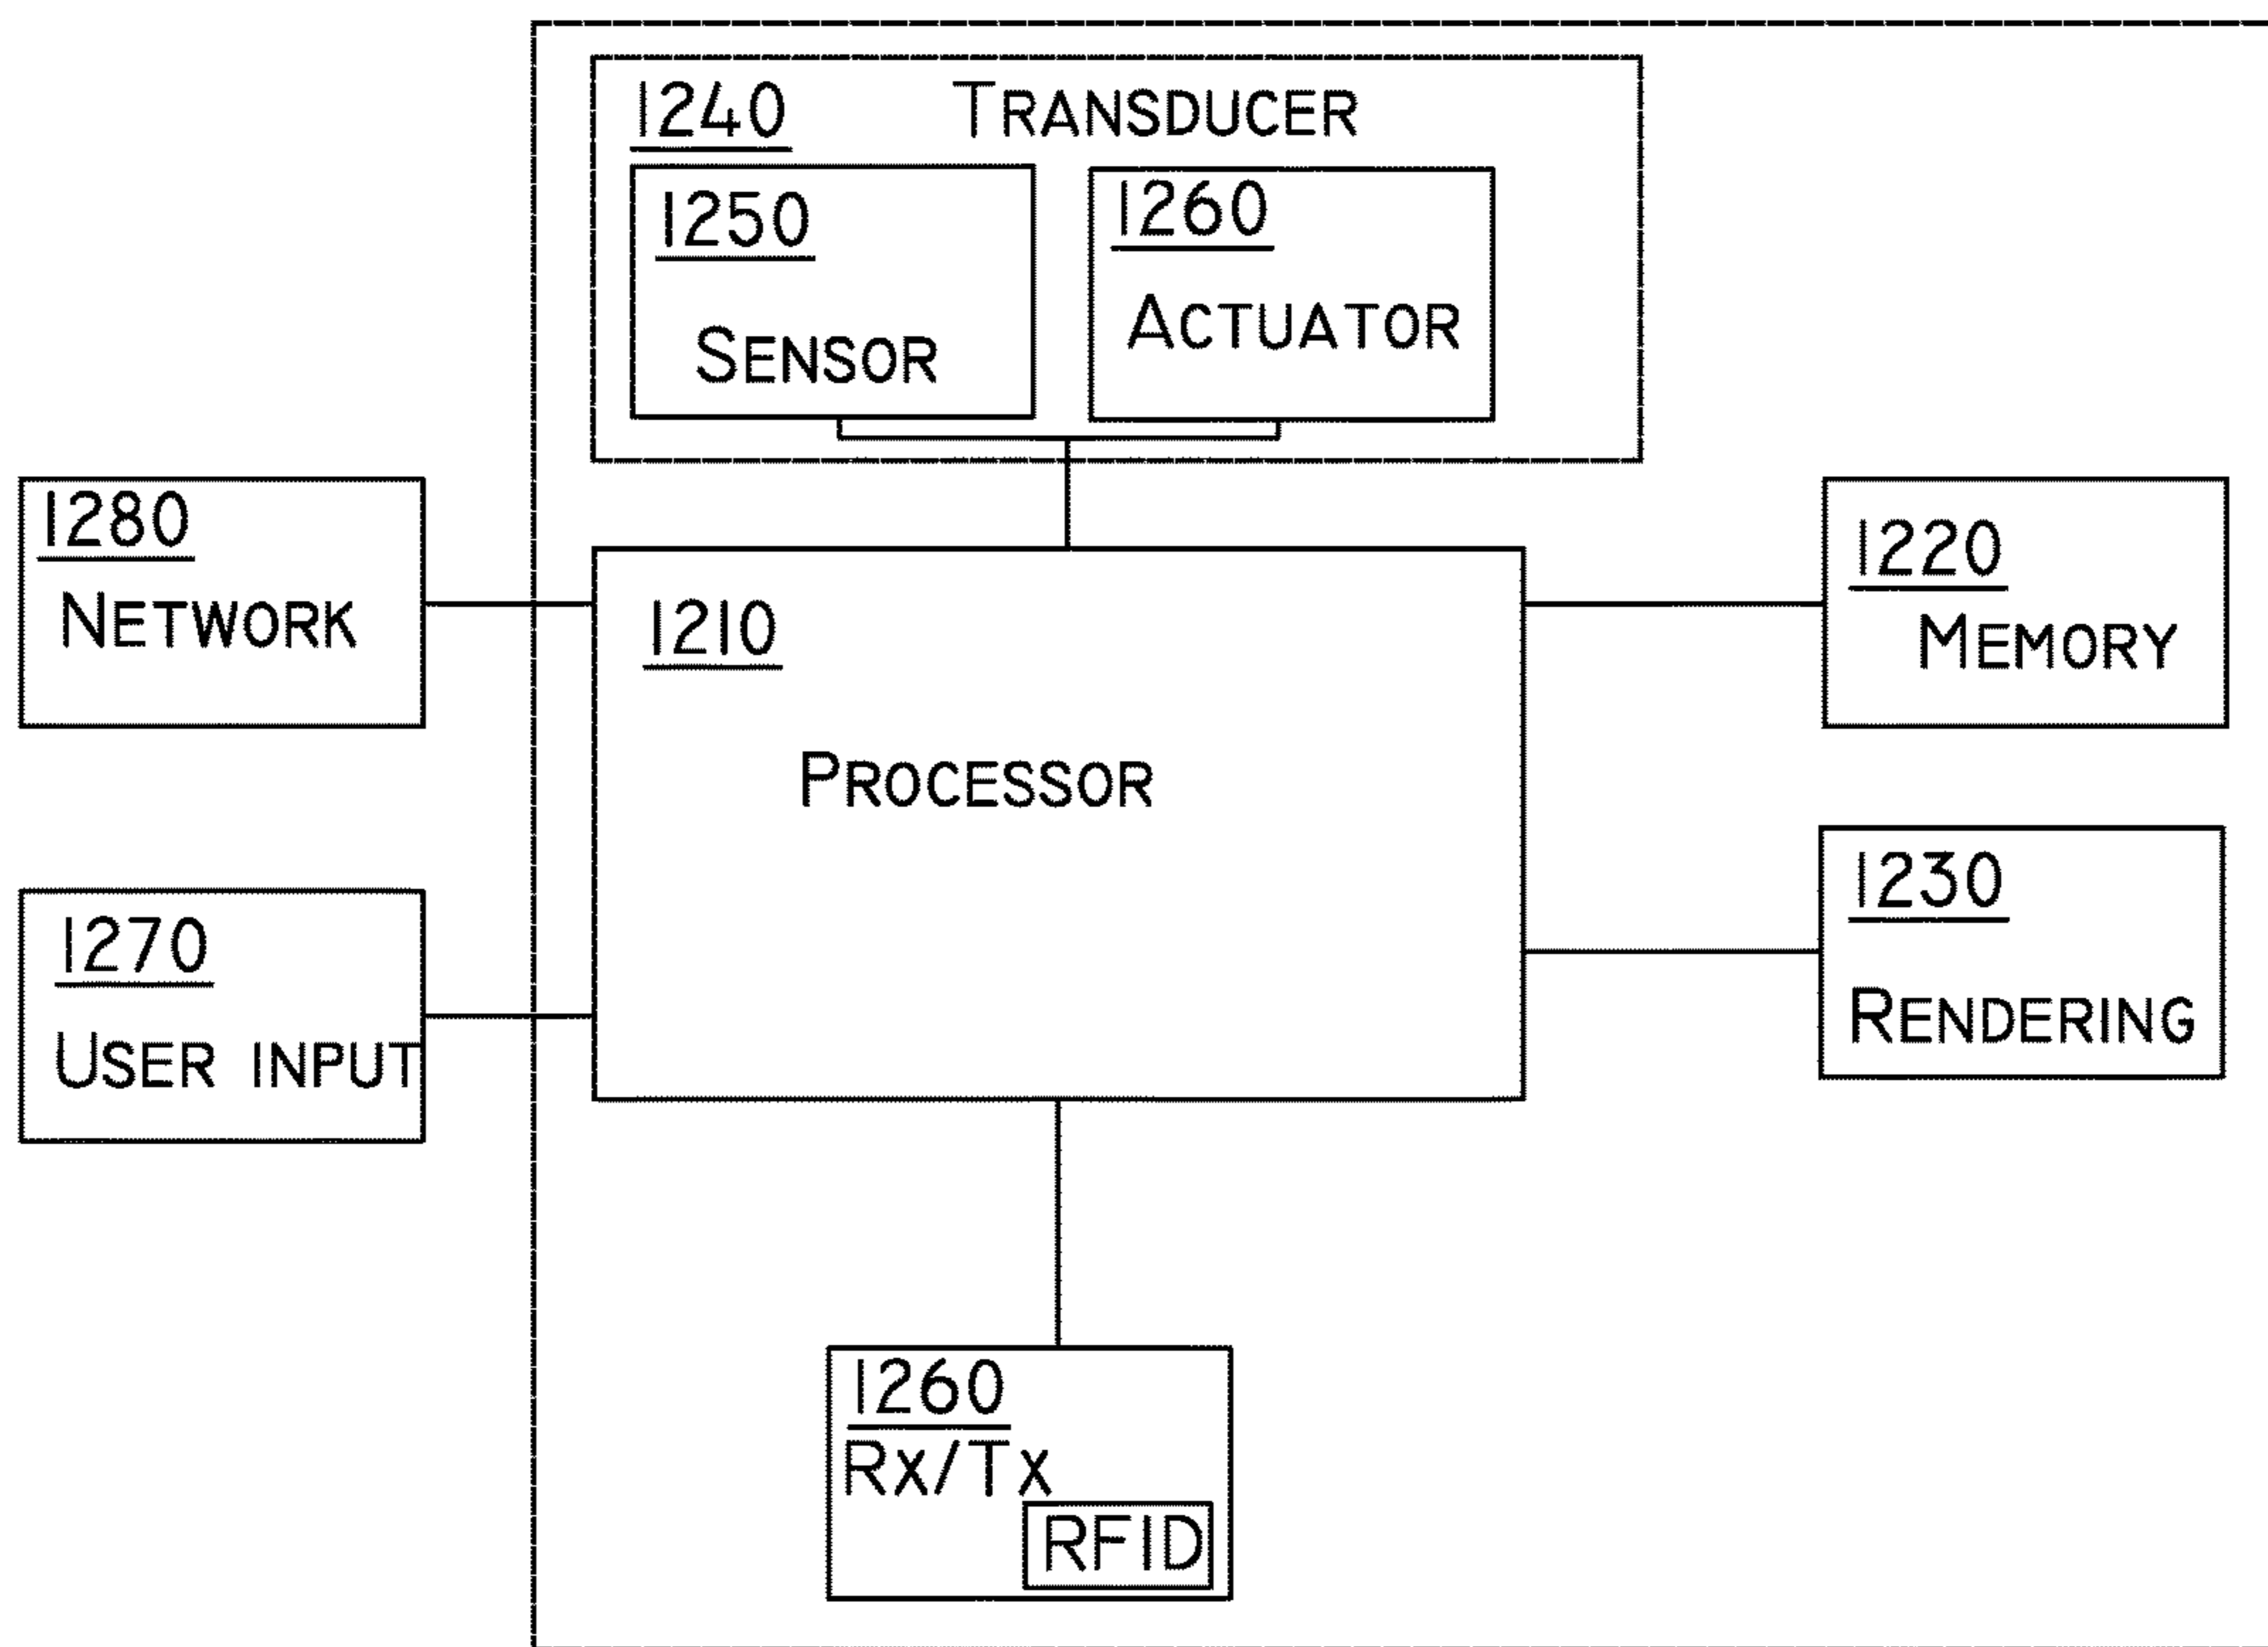 1240 TRANSDUCER
1250
SENSOR
1260
ACTUATOR
1280
NETWORK
1210
PROCESSOR
1220
MEMORY
1270
USER INPUT
1230
RENDERING
1260
RX/TX
RFID